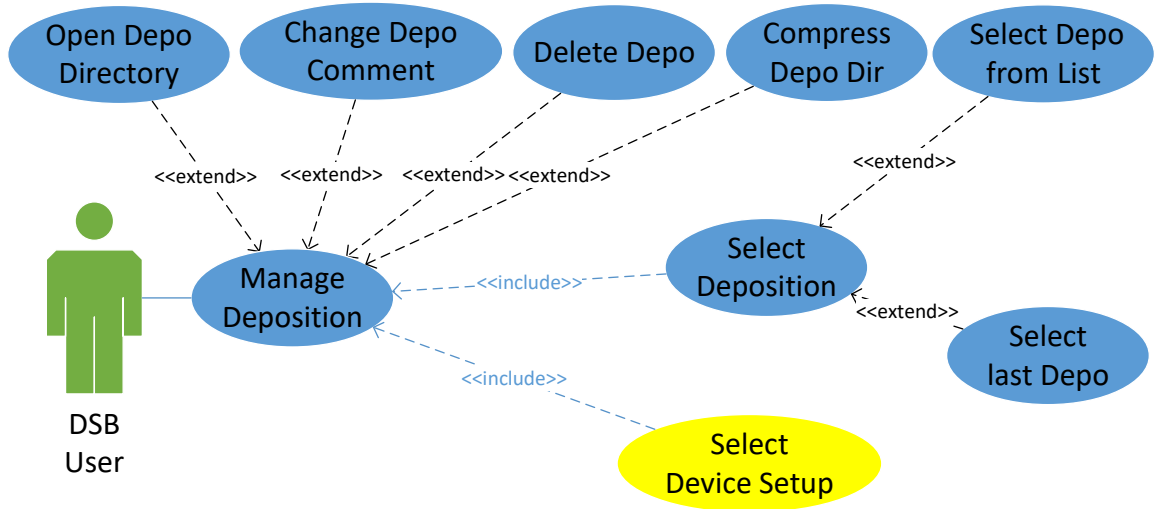 Open Depo
Directory
Change Depo
Comment
Delete Depo
Compress
Depo Dir
Select Depo
from List
<<extend>>
<<extend>>
<<extend>>
<<extend>>
<<extend>>
Manage
Deposition
<<include>>
Select
Deposition
<<extend>>
Select
last Depo
<<include>>
DSB
User
Select
Device Setup